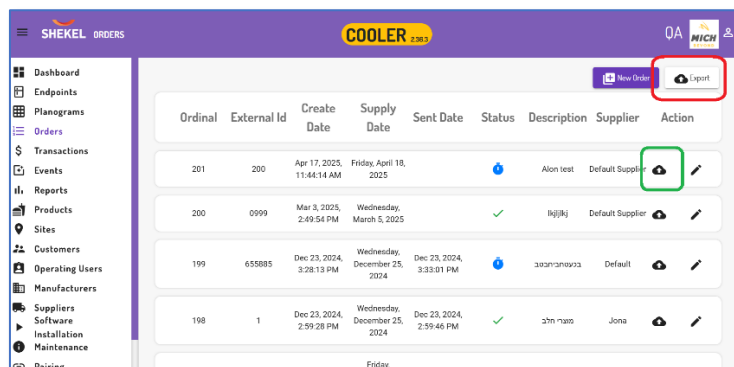 SHEKEL ORDERS
COOLER 2.38.3
QA
MICH
Dashboard
Endpoints
Planograms
Orders
Transactions
Events
Reports
Products
Sites
Customers
Operating Users
Manufacturers
Suppliers
Software
Installation
Maintenance
Pairing
New Order
Export
Ordinal External Id Create Date Supply Date Sent Date Status Description Supplier Action
201 200 Apr 17, 2025, 11:44:14 AM Friday, April 18, 2025 Alon test Default Supplier
200 0999 Mar 3, 2025, 2:49:54 PM Wednesday, March 5, 2025 lkjljlkj Default Supplier
199 655885 Dec 23, 2024, 3:28:13 PM Wednesday, December 25, 2024 Dec 23, 2024, 3:33:01 PM Default
198 1 Dec 23, 2024, 2:59:28 PM Wednesday, December 25, 2024 Dec 23, 2024, 2:59:46 PM מוצרי חלב Jona
Friday,